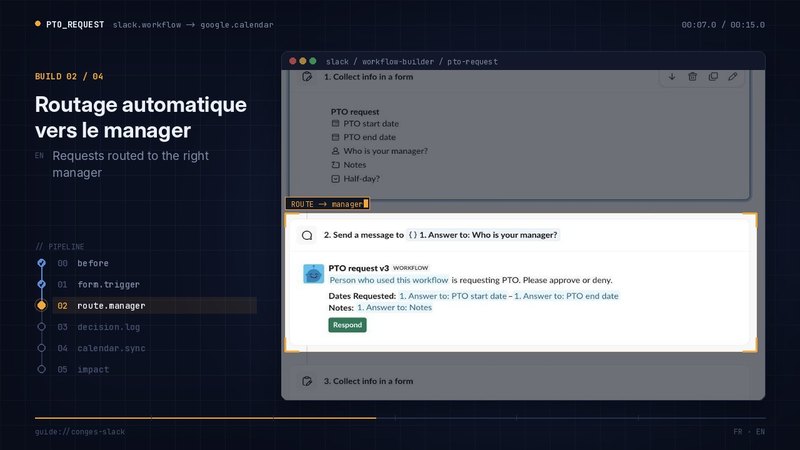 PTO_REQUEST slack.workflow → google.calendar
00:07.0 / 00:15.0
BUILD 02 / 04
Routage automatique
vers le manager
EN Requests routed to the right
manager
// PIPELINE
00 before
01 form.trigger
02 route.manager
03 decision.log
04 calendar.sync
05 impact
slack / workflow-builder / pto-request
1. Collect info in a form
PTO request
PTO start date
PTO end date
Who is your manager?
Notes
Half-day?
ROUTE → manager
2. Send a message to {} 1. Answer to: Who is your manager?
PTO request v3 WORKFLOW
Person who used this workflow is requesting PTO. Please approve or deny.
Dates Requested: 1. Answer to: PTO start date – 1. Answer to: PTO end date
Notes: 1. Answer to: Notes
Respond
3. Collect info in a form
guide://conges-slack
FR · EN